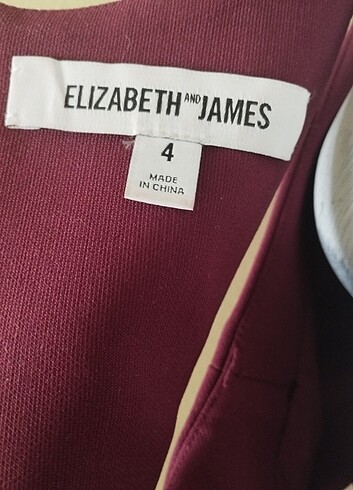 ELIZABETH AND JAMES
4
MADE
IN CHINA